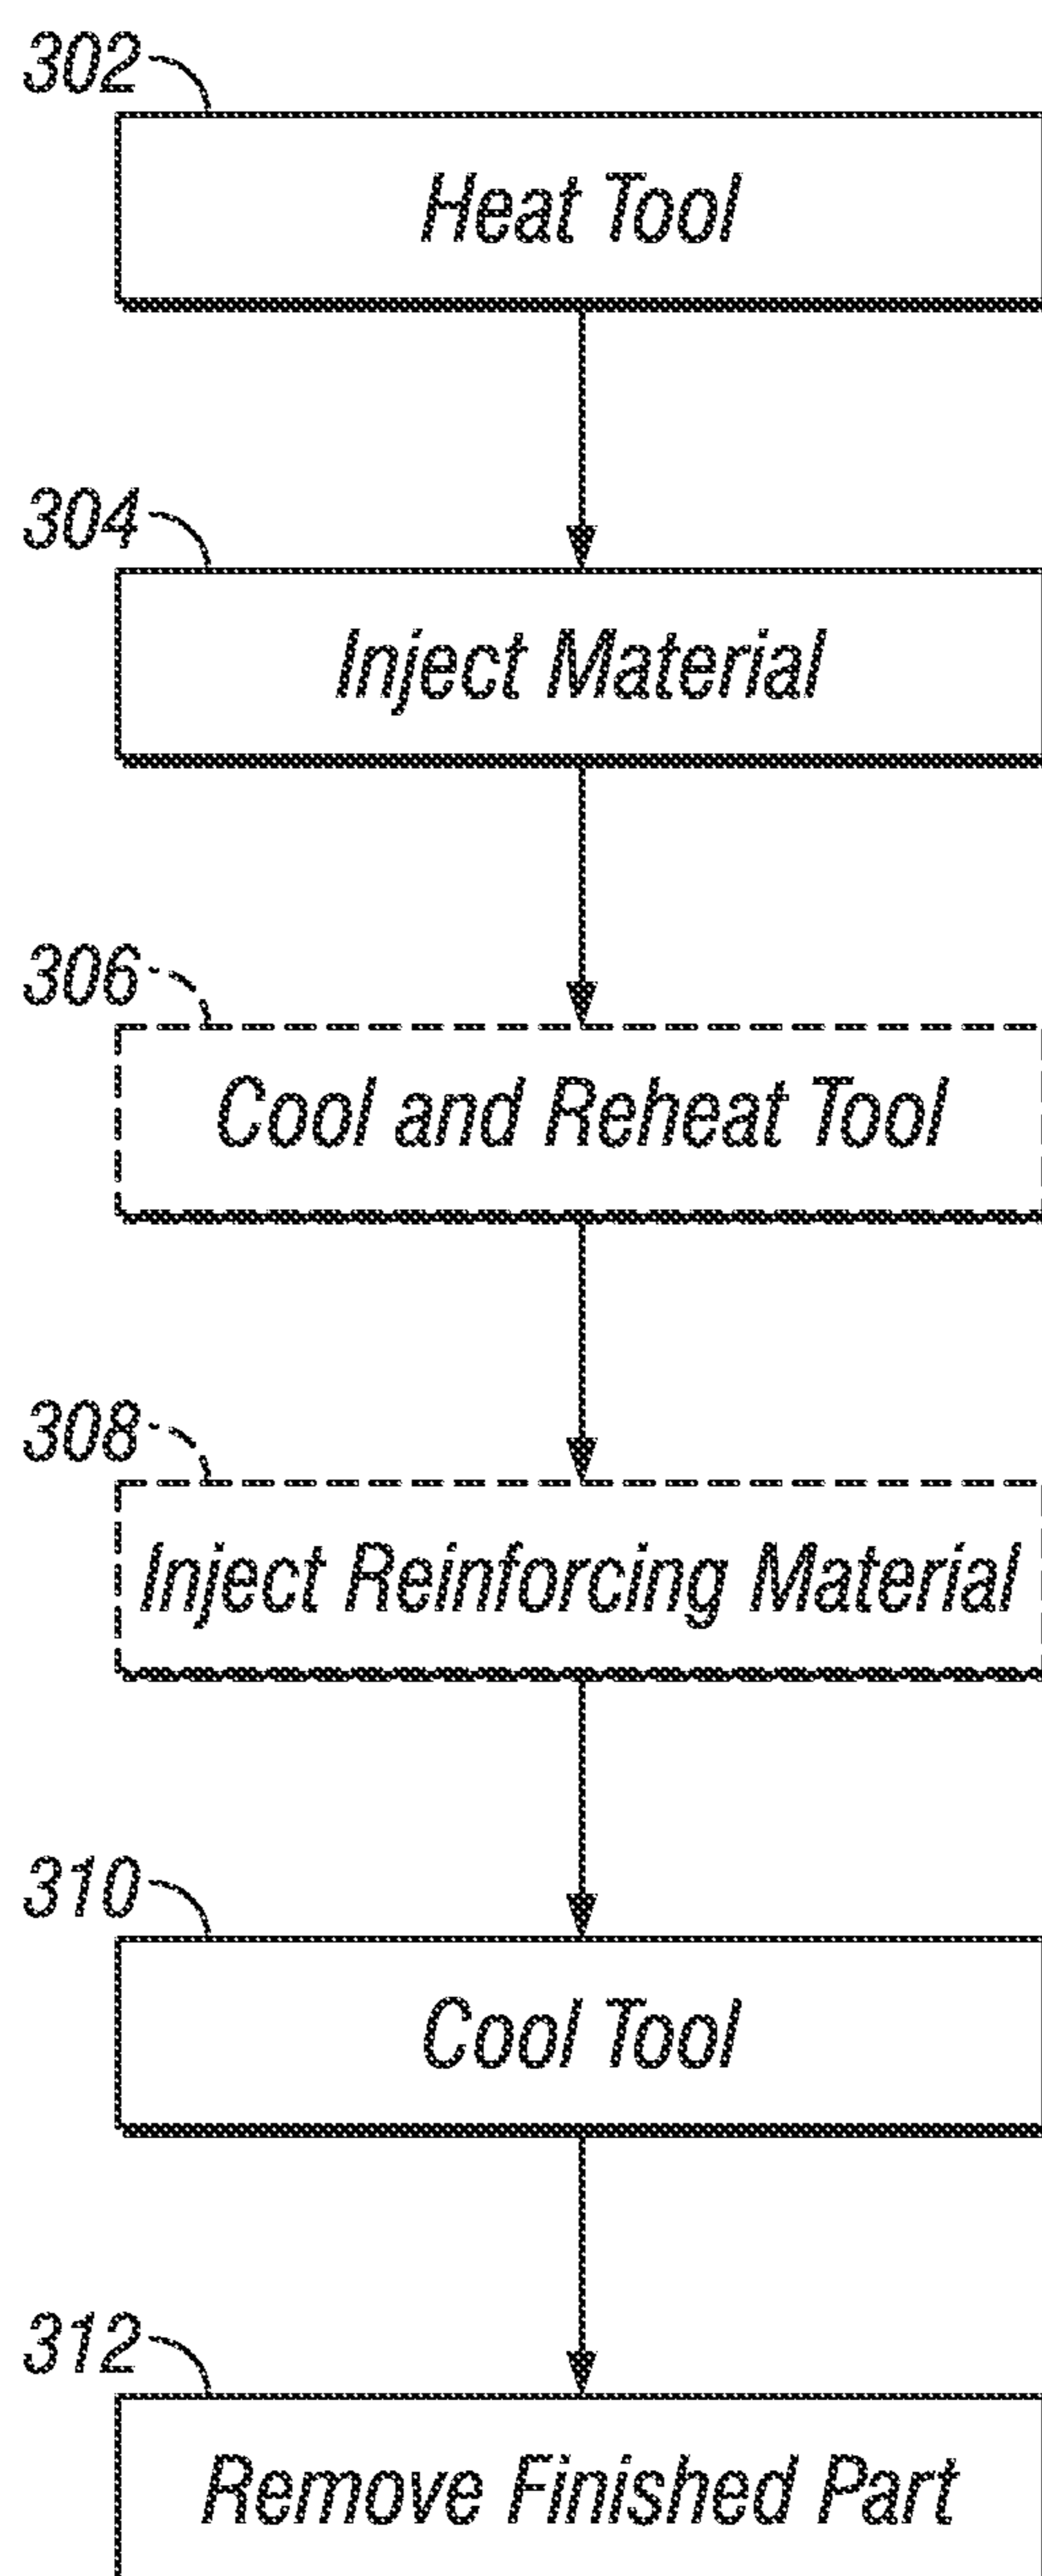 302
Heat Tool
304
Inject Material
306
Cool and Reheat Tool
308
Inject Reinforcing Material
310
Cool Tool
312
Remove Finished Part